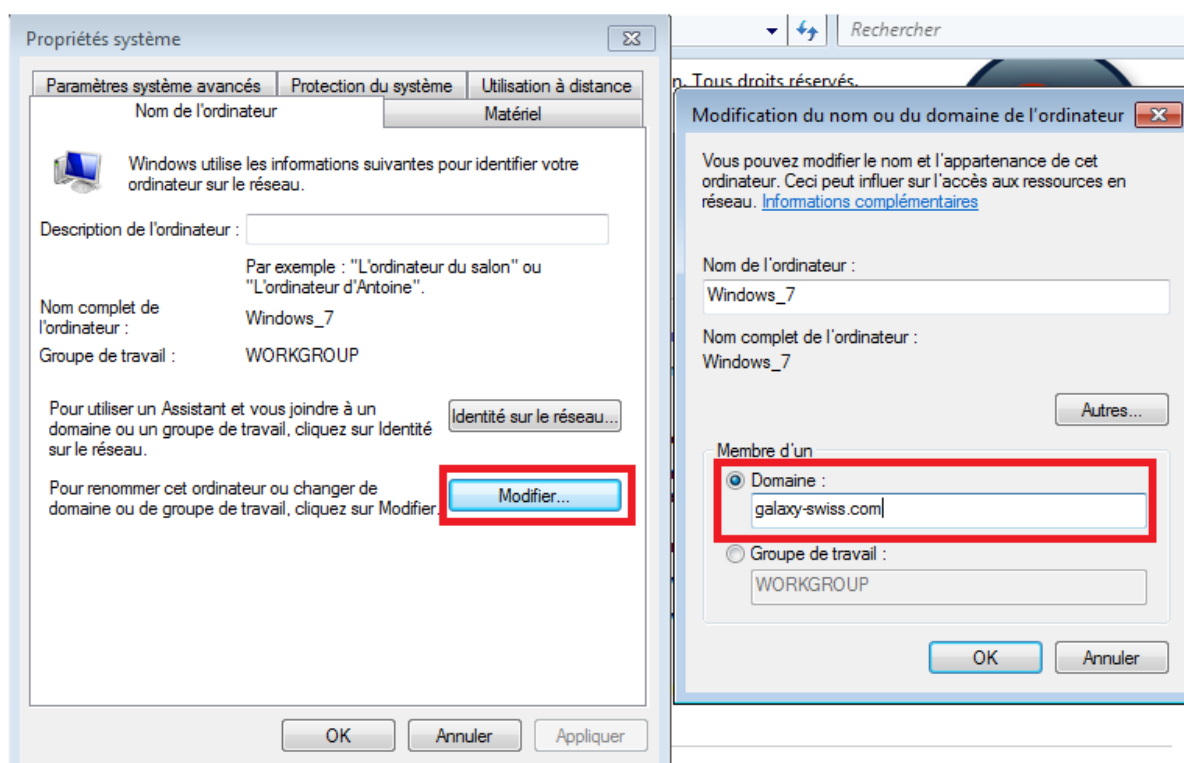 Propriétés système
Paramètres système avancés
Protection du système
Utilisation à distance
Nom de l'ordinateur
Matériel
Windows utilise les informations suivantes pour identifier votre
ordinateur sur le réseau.
Description de l'ordinateur :
Par exemple : "L'ordinateur du salon" ou
"L'ordinateur d'Antoine".
Nom complet de
l'ordinateur :
Windows_7
Groupe de travail :
WORKGROUP
Pour utiliser un Assistant et vous joindre à un
domaine ou un groupe de travail, cliquez sur Identité
sur le réseau.
Identité sur le réseau...
Pour renommer cet ordinateur ou changer de
domaine ou de groupe de travail, cliquez sur Modifier.
Modifier...
OK
Annuler
Appliquer
Rechercher
n. Tous droits réservés.
Modification du nom ou du domaine de l'ordinateur
Vous pouvez modifier le nom et l'appartenance de cet
ordinateur. Ceci peut influer sur l'accès aux ressources en
réseau. Informations complémentaires
Nom de l'ordinateur :
Windows_7
Nom complet de l'ordinateur :
Windows_7
Autres...
Membre d'un
Domaine :
galaxy-swiss.com
Groupe de travail :
WORKGROUP
OK
Annuler